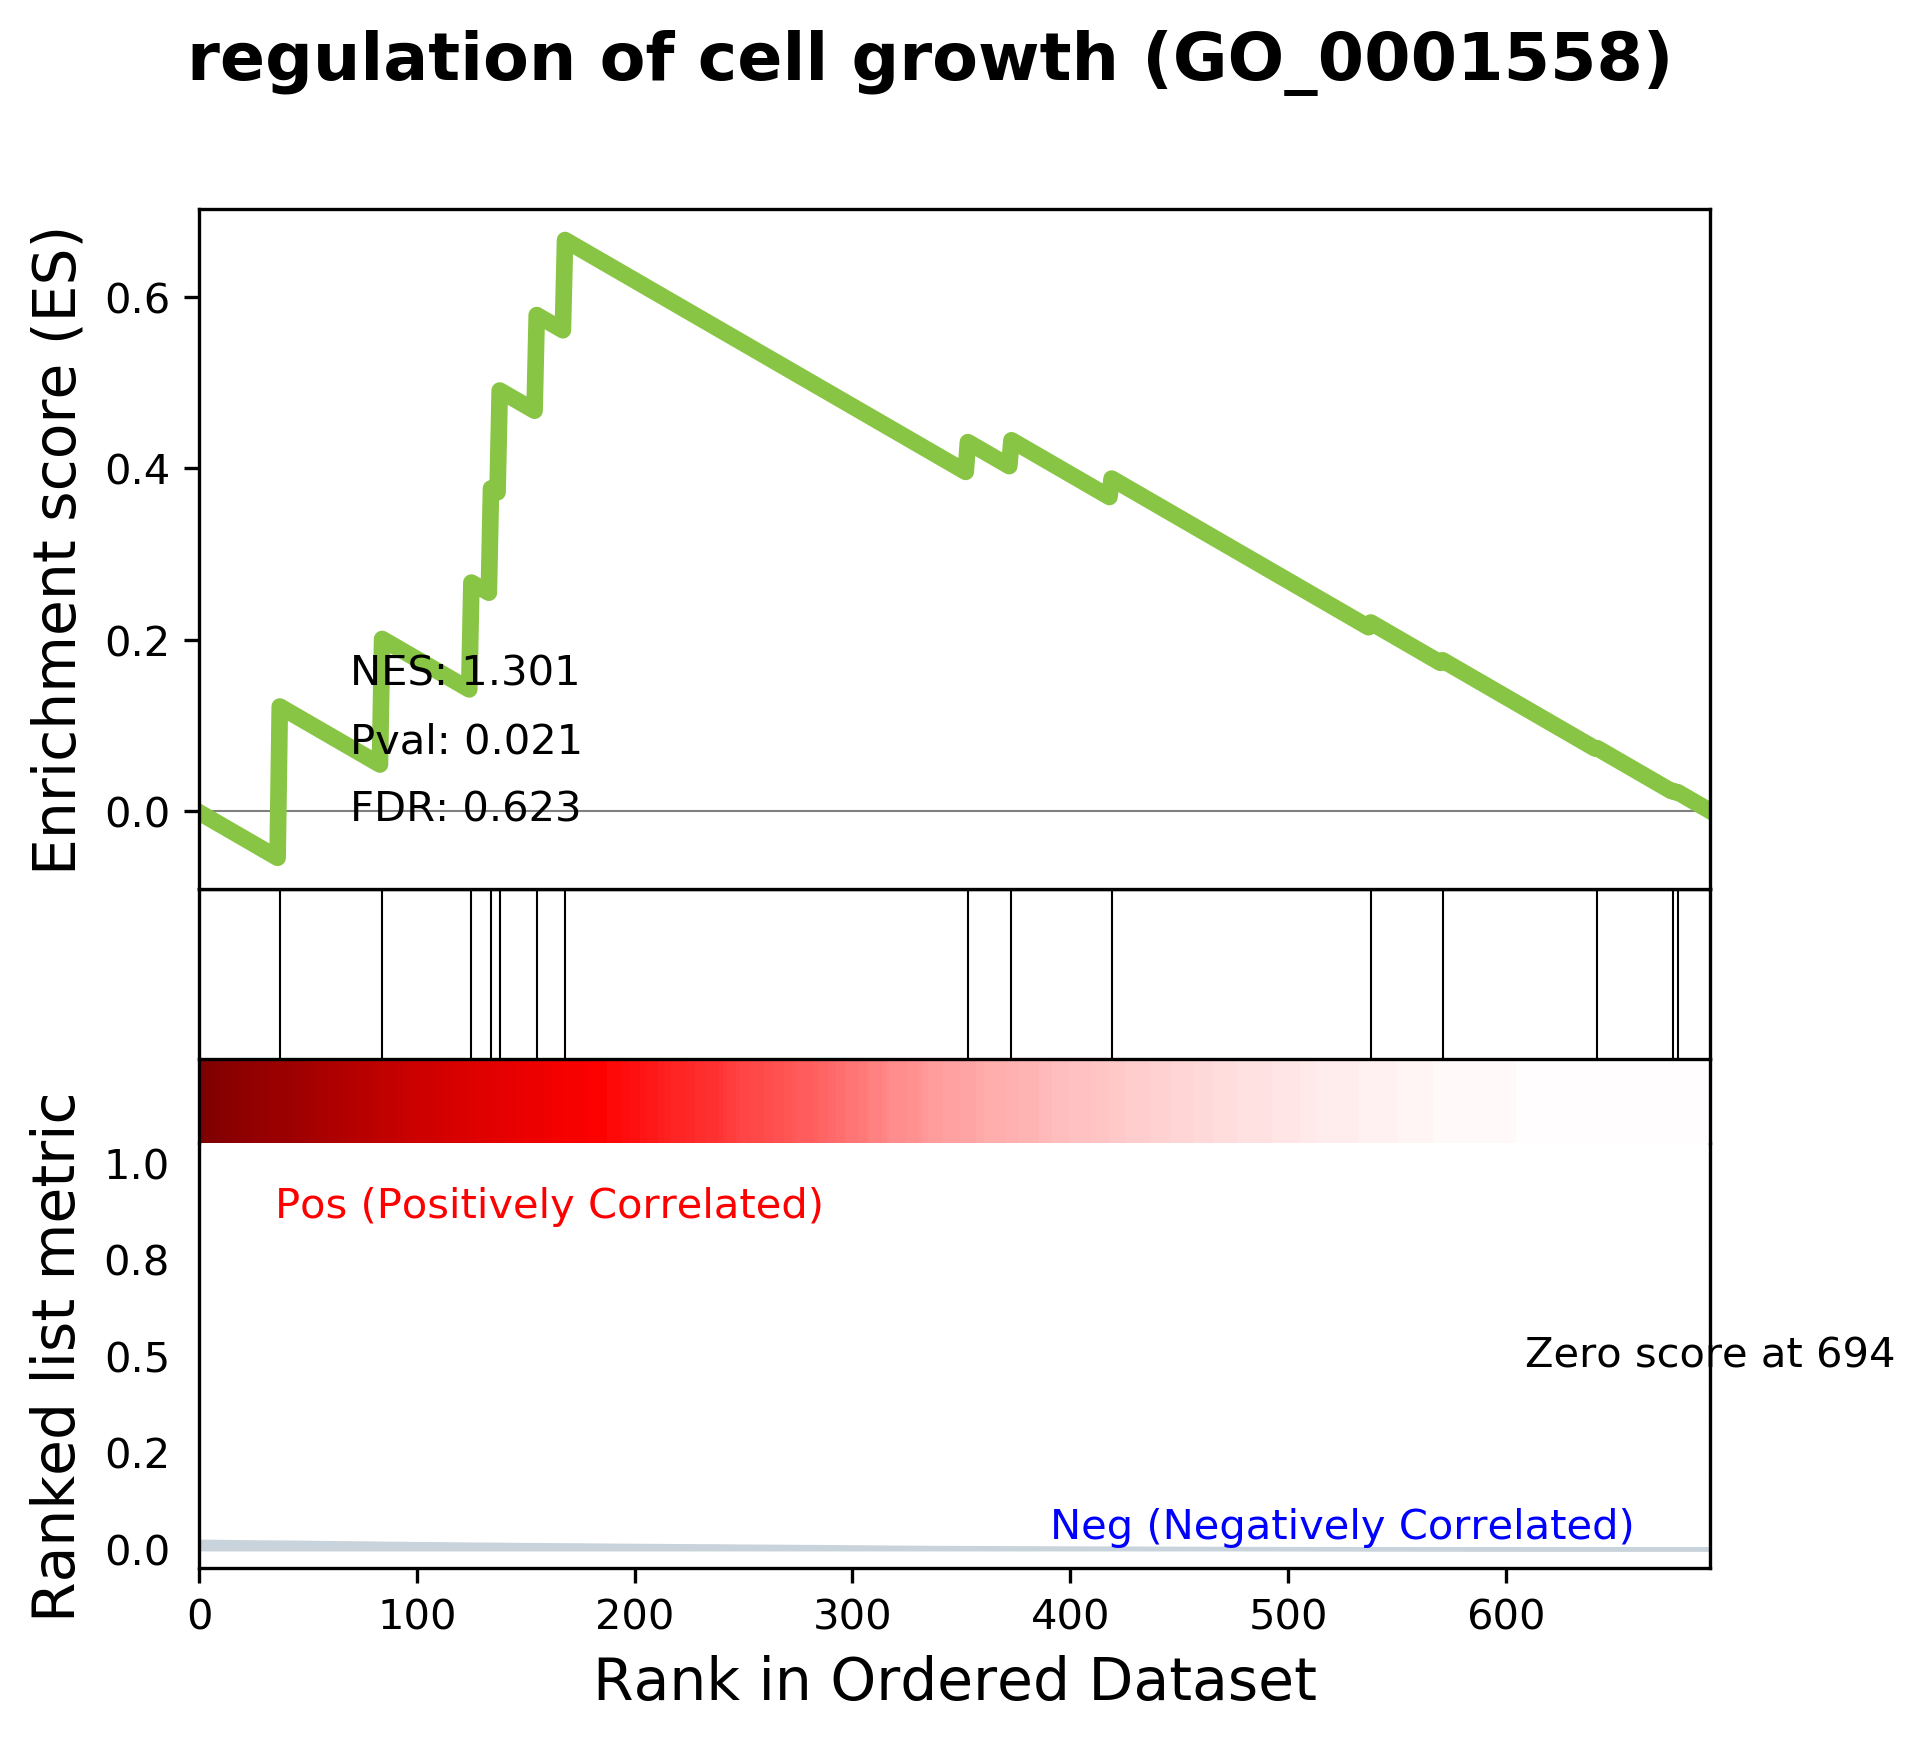 regulation of cell growth (GO_0001558)
Enrichment score (ES)
0.6
0.4
0.2
0.0
NES: 1.301
Pval: 0.021
FDR: 0.623
Ranked list metric
1.0
0.8
0.5
0.2
0.0
Pos (Positively Correlated)
Zero score at 694
Neg (Negatively Correlated)
0 100 200 300 400 500 600
Rank in Ordered Dataset